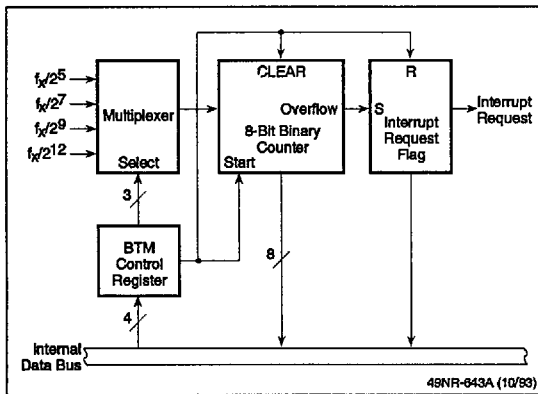 fX/2^5
fX/2^7
fX/2^9
fX/2^12
Multiplexer
Select
CLEAR
Overflow
8-Bit Binary
Counter
Start
R
S
Interrupt
Request
Flag
Interrupt
Request
3
BTM
Control
Register
8
4
Internal
Data Bus
49NR-643A (10/93)